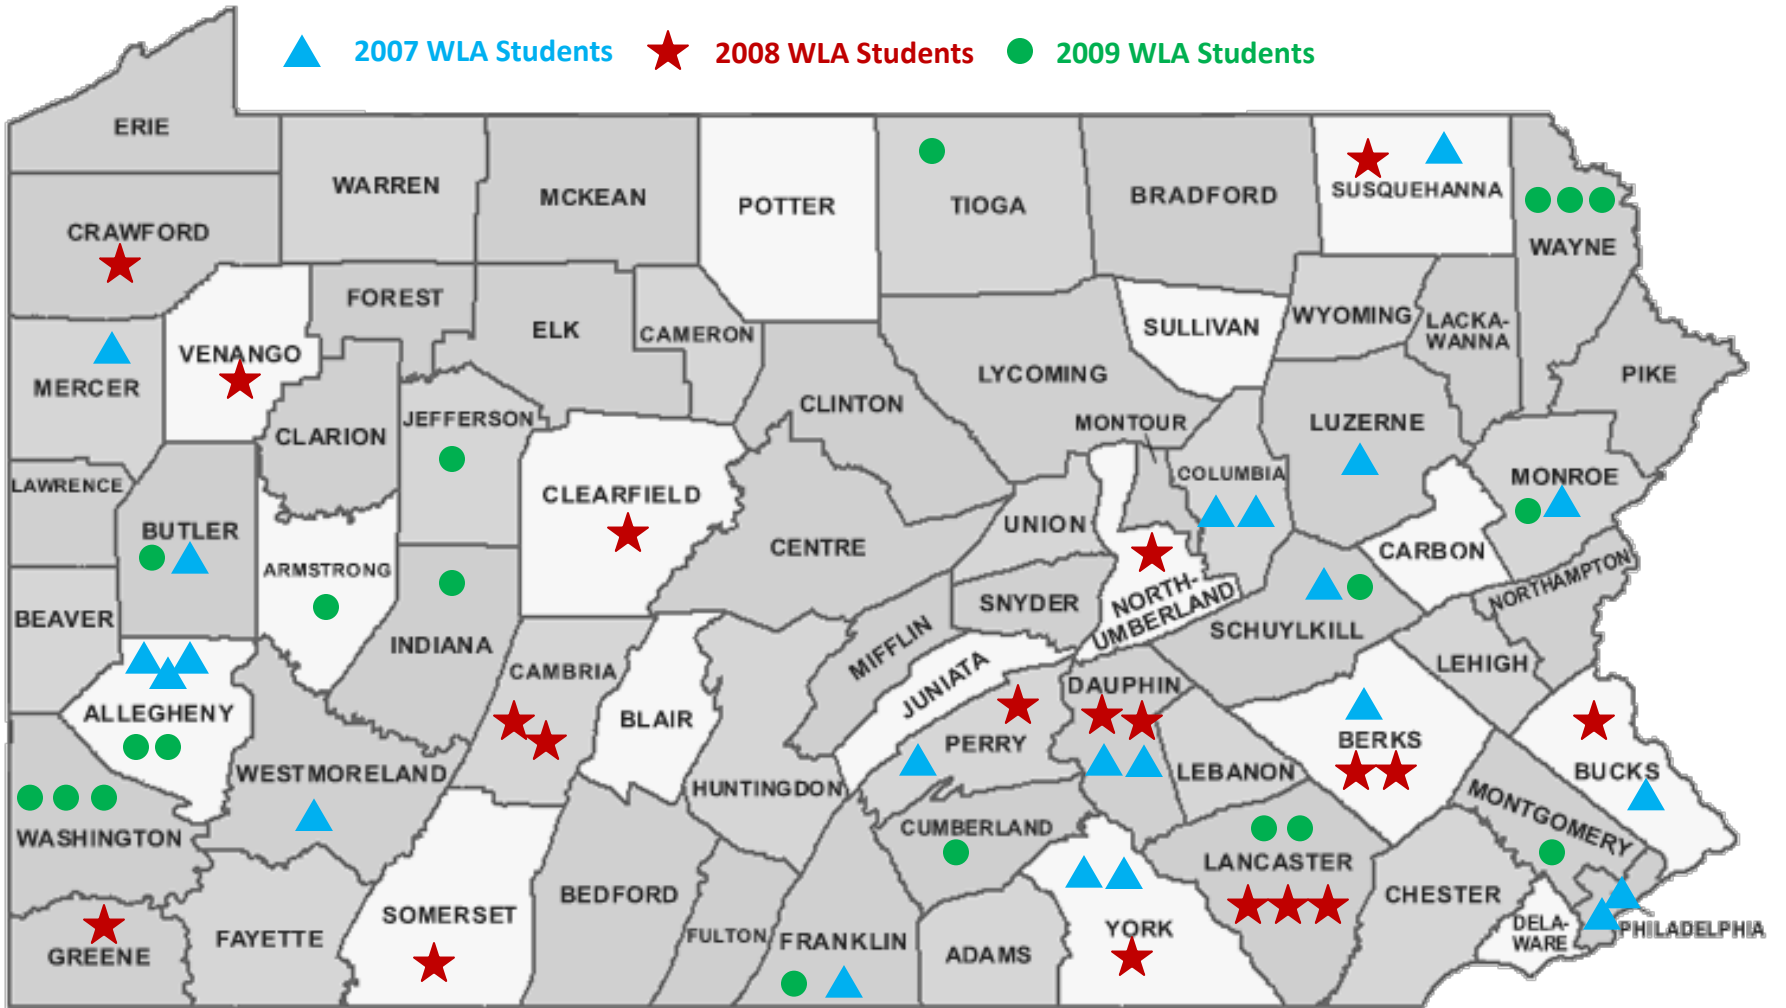 2007 WLA Students 2008 WLA Students 2009 WLA Students
ERIE
WARREN
MCKEAN
POTTER
TIOGA
BRADFORD
SUSQUEHANNA
WAYNE
CRAWFORD
FOREST
ELK
CAMERON
SULLIVAN
WYOMING
LACKA-
WANNA
PIKE
MERCER
VENANGO
CLARION
JEFFERSON
CLINTON
LYCOMING
MONTOUR
COLUMBIA
LUZERNE
MONROE
LAWRENCE
BUTLER
ARMSTRONG
CLEARFIELD
CENTRE
UNION
NORTH-
UMBERLAND
CARBON
NORTHAMPTON
BEAVER
INDIANA
CAMBRIA
BLAIR
MIFFLIN
SNYDER
JUNIATA
SCHUYLKILL
LEHIGH
ALLEGHENY
WESTMORELAND
HUNTINGDON
PERRY
DAUPHIN
LEBANON
BERKS
BUCKS
MONTGOMERY
WASHINGTON
CUMBERLAND
LANCASTER
CHESTER
DELA-
WARE
PHILADELPHIA
GREENE
FAYETTE
SOMERSET
BEDFORD
FULTON
FRANKLIN
ADAMS
YORK